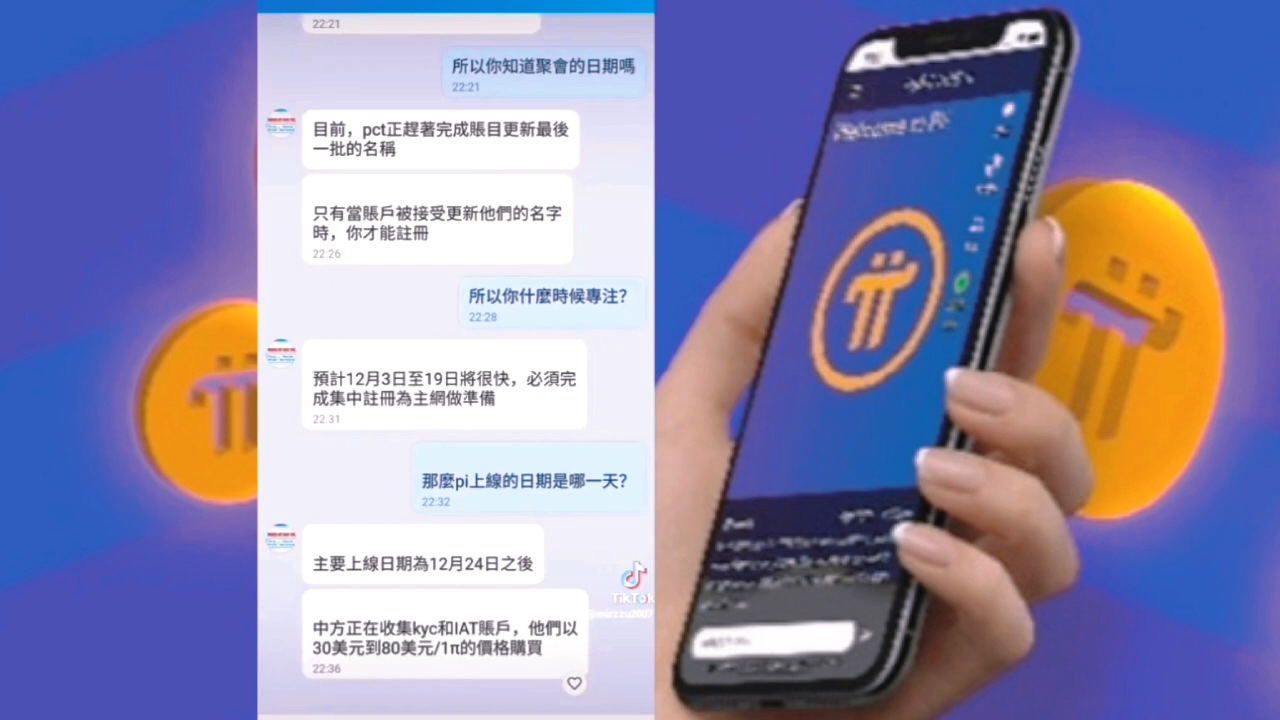 22:21
所以你知道聚會的日期嗎
22:21
目前，pct正趕著完成賬目更新最後
一批的名稱
只有當賬戶被接受更新他們的名字
時，你才能註冊
22:26
所以你什麼時候專注？
22:28
預計12月3日至19日將很快，必須完
成集中註冊為主網做準備
22:31
那麼pi上線的日期是哪一天？
22:32
主要上線日期為12月24日之後
中方正在收集kyc和IAT賬戶，他們以
30美元到80美元/1π的價格購買
22:36
TikTok
Welcome to Pi